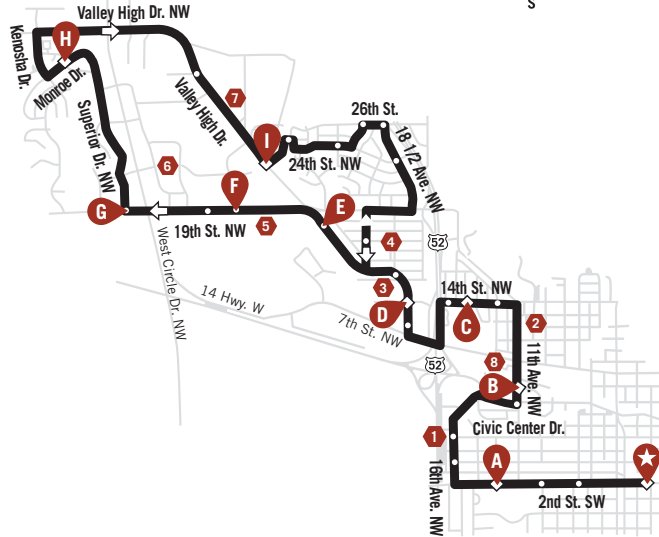 S
Valley High Dr. NW
Kenosha Dr.
H
Monroe Dr.
Valley High Dr.
7
26th St.
I
24th St. NW
18 1/2 Ave. NW
Superior Dr. NW
6
F
E
G
19th St. NW
5
4
52
West Circle Dr. NW
14 Hwy. W
3
D
14th St. NW
C
2
7th St. NW
52
8
B
11th Ave. NW
Civic Center Dr.
1
16th Ave. NW
A
2nd St. SW